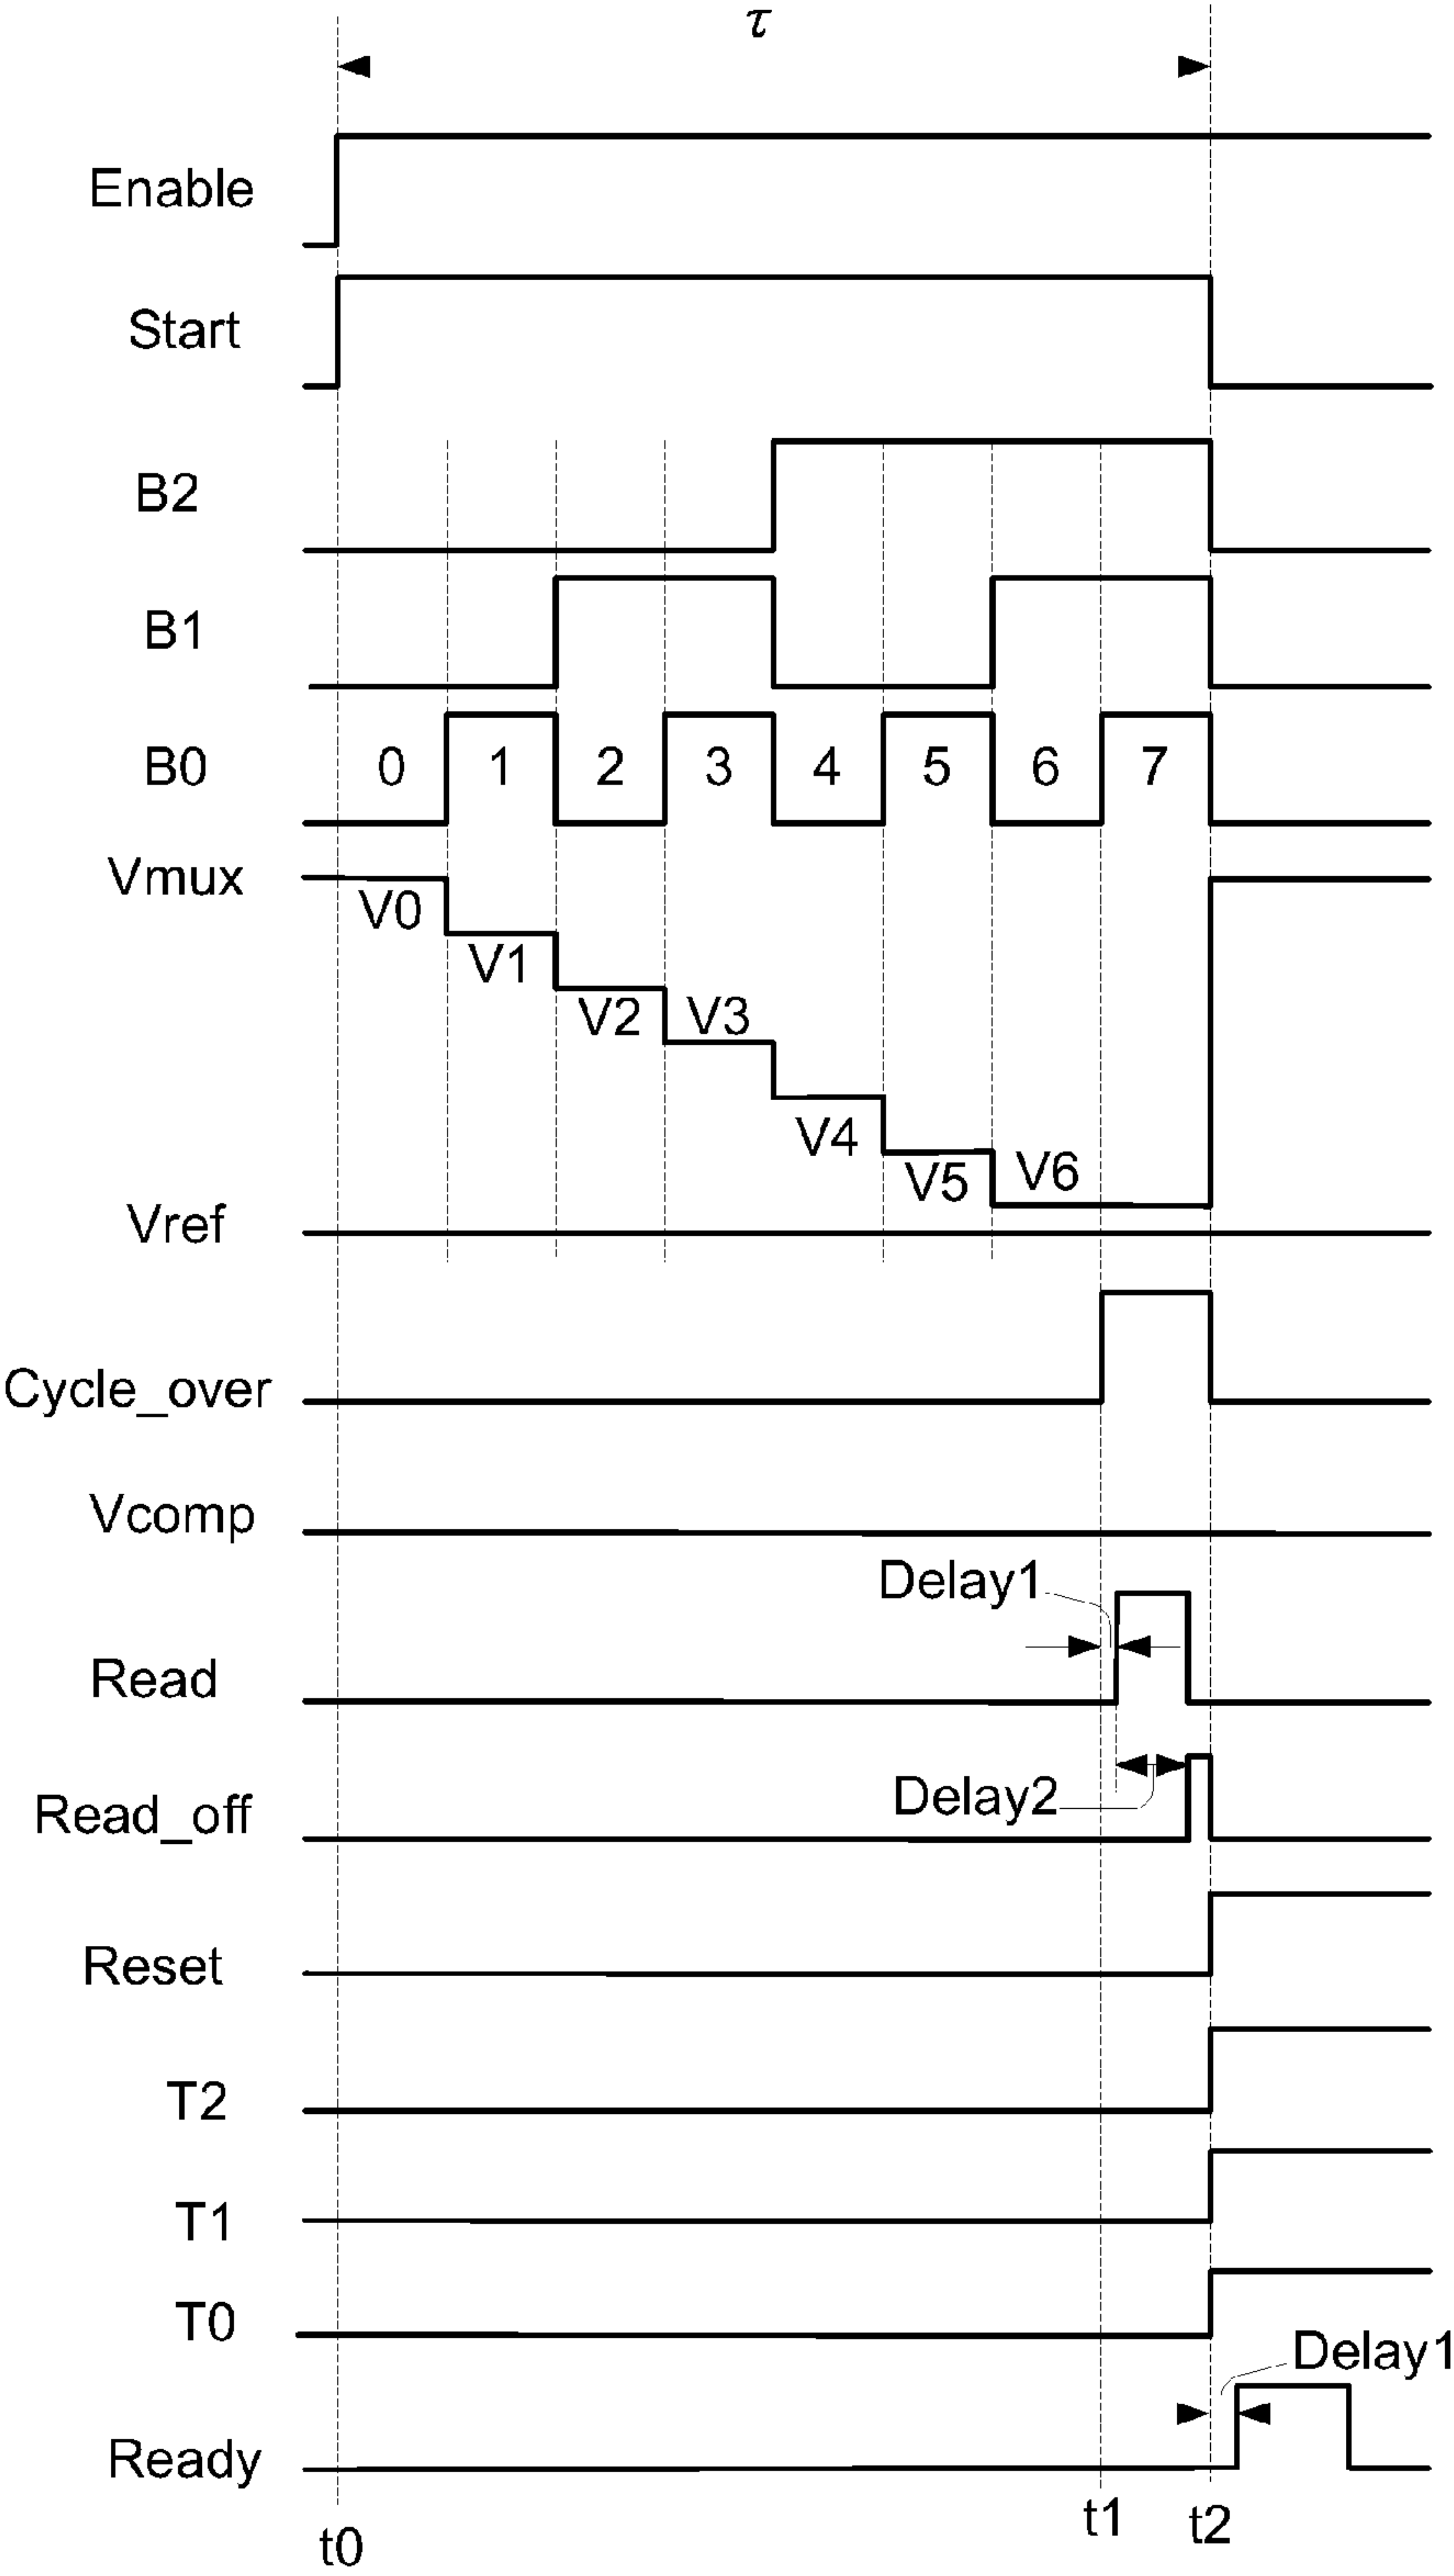 τ
Enable
Start
B2
B1
B0 0 1 2 3 4 5 6 7
Vmux
V0
V1
V2 V3
V4
V5 V6
Vref
Cycle_over
Vcomp
Delay1
Read
Delay2
Read_off
Reset
T2
T1
T0
Delay1
Ready
t0 t1 t2